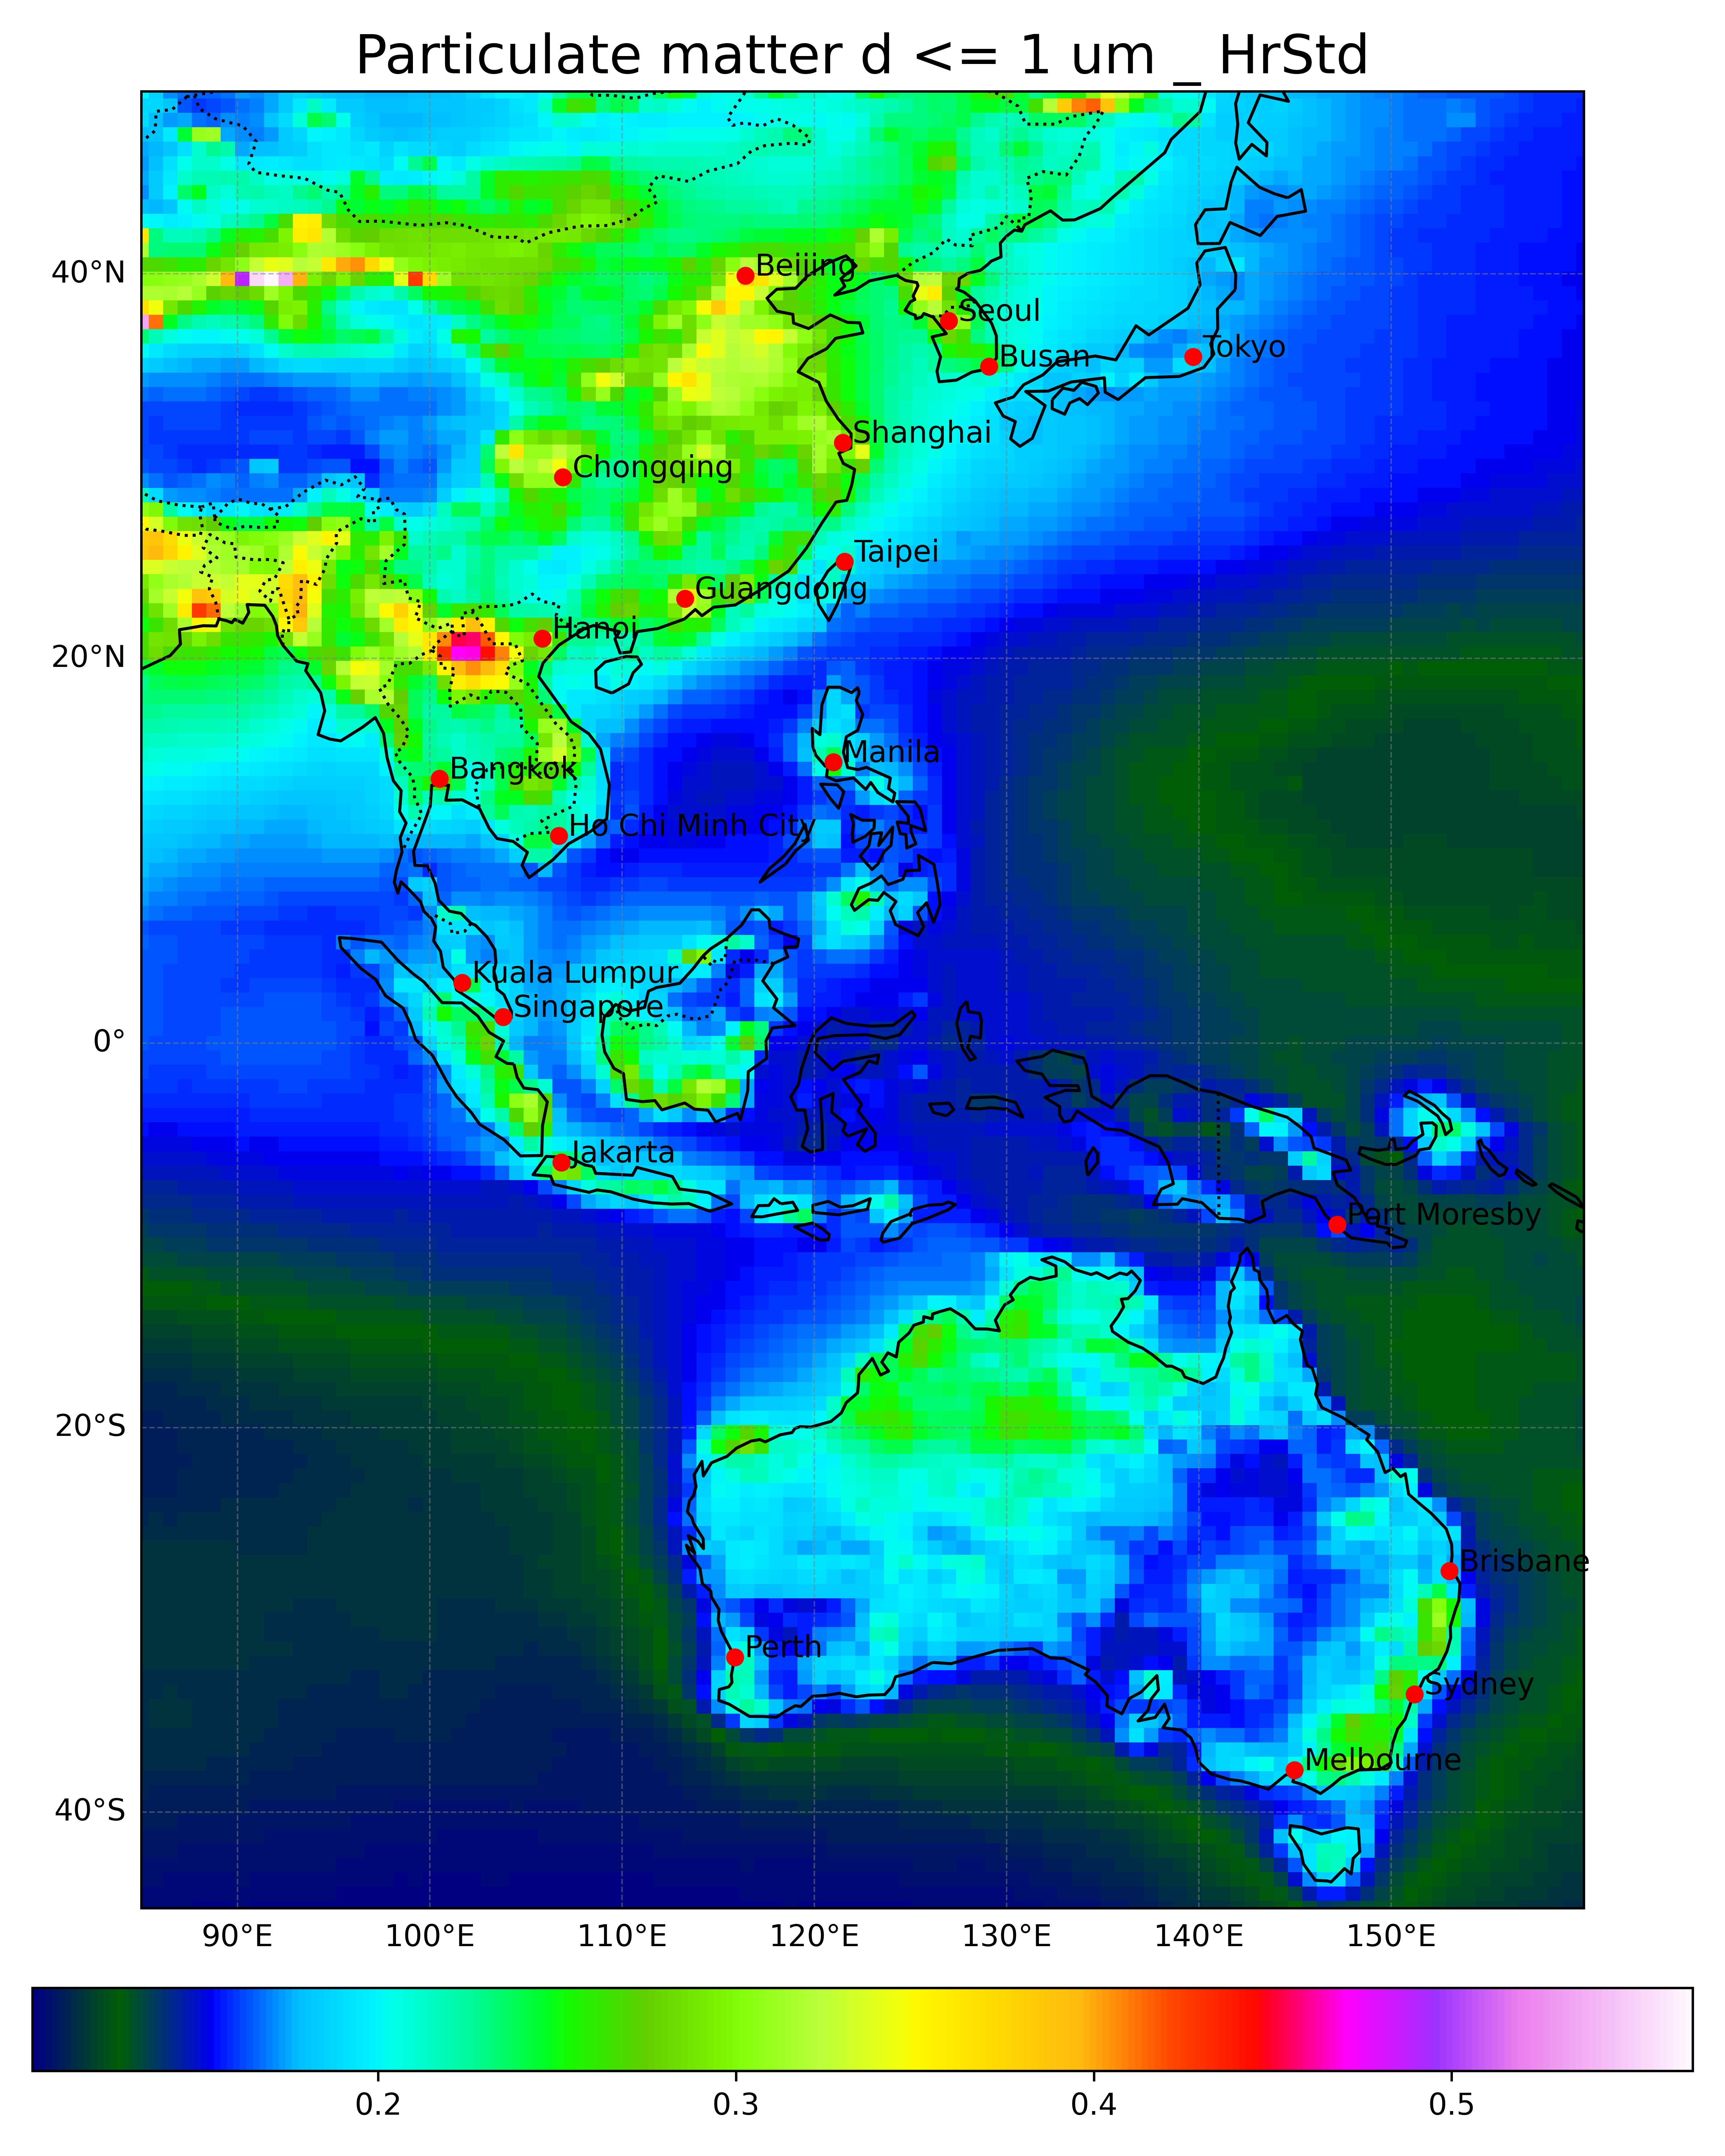 Particulate matter d <= 1 um _ HrStd
40°N
20°N
0°
20°S
40°S
Beijing
Seoul
Busan
Tokyo
Shanghai
Chongqing
Taipei
Guangdong
Hanoi
Manila
Bangkok
Ho Chi Minh City
Kuala Lumpur
Singapore
Jakarta
Port Moresby
Brisbane
Perth
Sydney
Melbourne
90°E 100°E 110°E 120°E 130°E 140°E 150°E
0.2 0.3 0.4 0.5